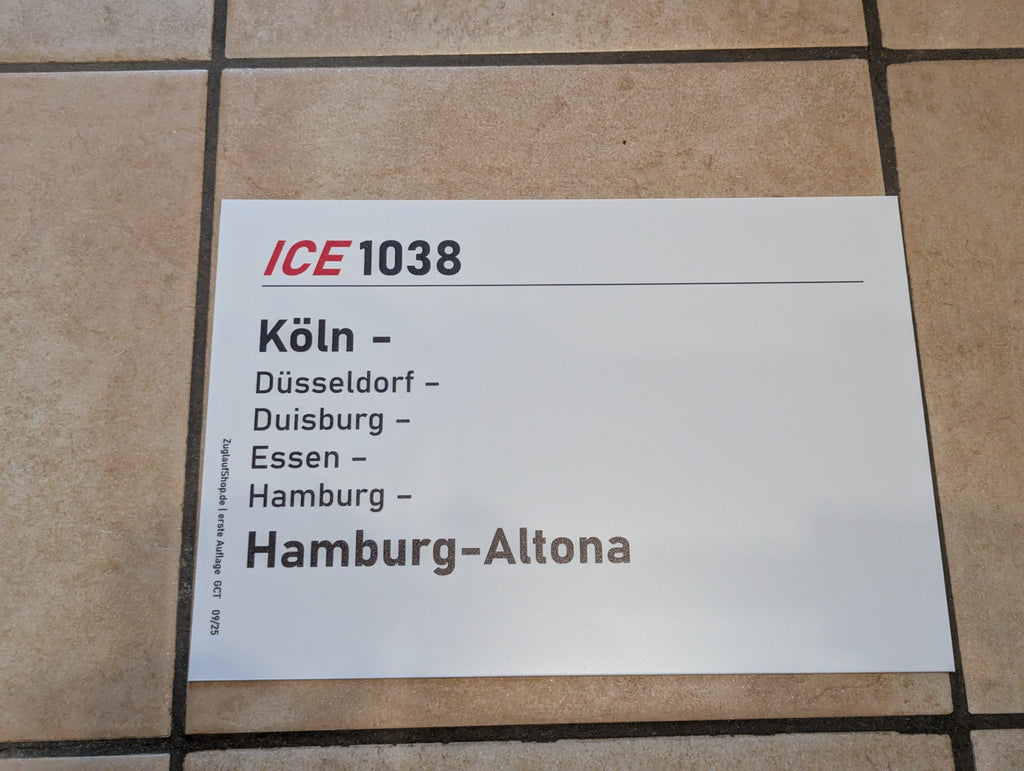 ICE 1038
Köln –
Düsseldorf –
Duisburg –
Essen –
Hamburg –
Hamburg-Altona
ZuglaufShop.de | erste Auflage GCT 09/25